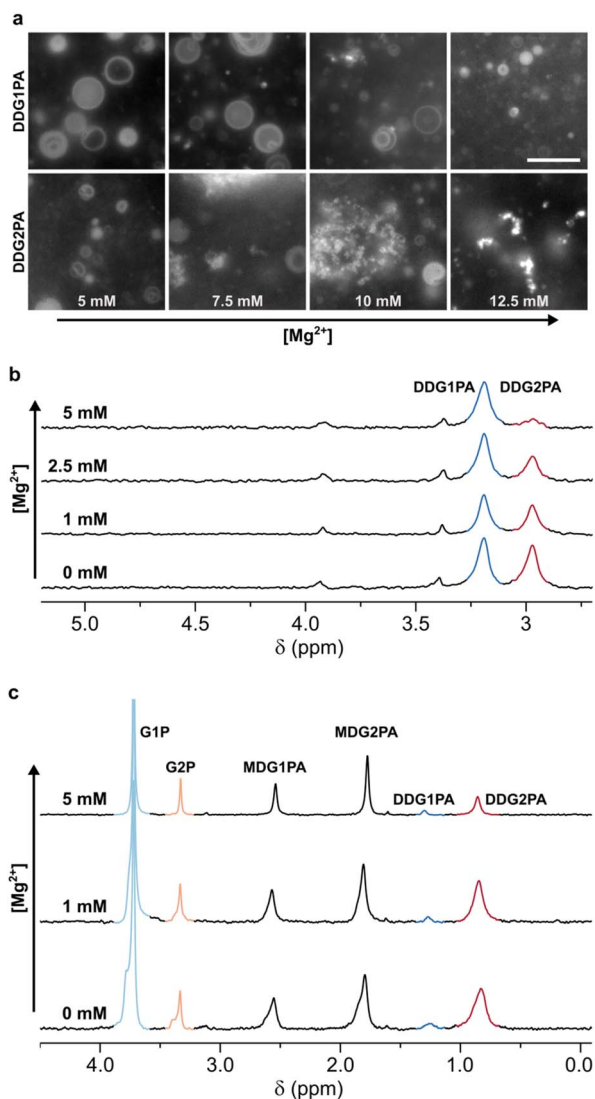 a
DDG1PA
DDG2PA
5 mM 7.5 mM 10 mM 12.5 mM
[Mg²⁺]
b
DDG1PA DDG2PA
5 mM
2.5 mM
1 mM
0 mM
[Mg²⁺]
5.0 4.5 4.0 3.5 3
δ (ppm)
c
G1P
G2P MDG1PA MDG2PA
DDG1PA DDG2PA
5 mM
1 mM
0 mM
[Mg²⁺]
4.0 3.0 2.0 1.0 0.0
δ (ppm)